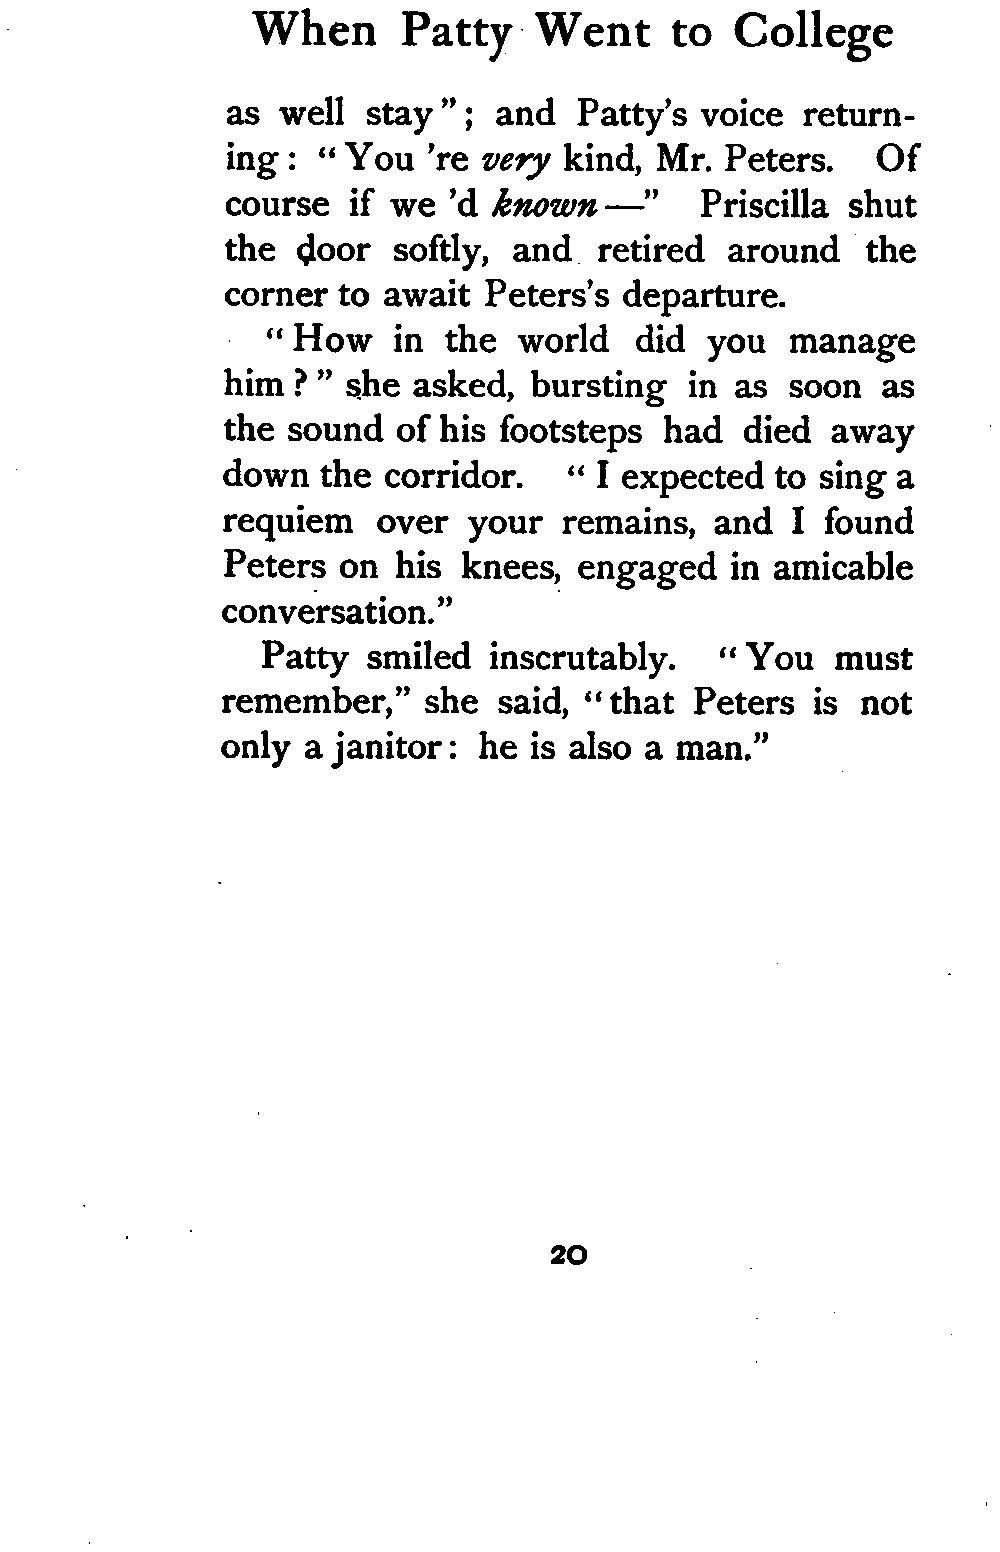 When Patty Went to College
as well stay"; and Patty's voice return-
ing: "You 're very kind, Mr. Peters. Of
course if we 'd known—" Priscilla shut
the door softly, and retired around the
corner to await Peters's departure.
"How in the world did you manage
him?" she asked, bursting in as soon as
the sound of his footsteps had died away
down the corridor. "I expected to sing a
requiem over your remains, and I found
Peters on his knees, engaged in amicable
conversation."
Patty smiled inscrutably. "You must
remember," she said, "that Peters is not
only a janitor: he is also a man."
20